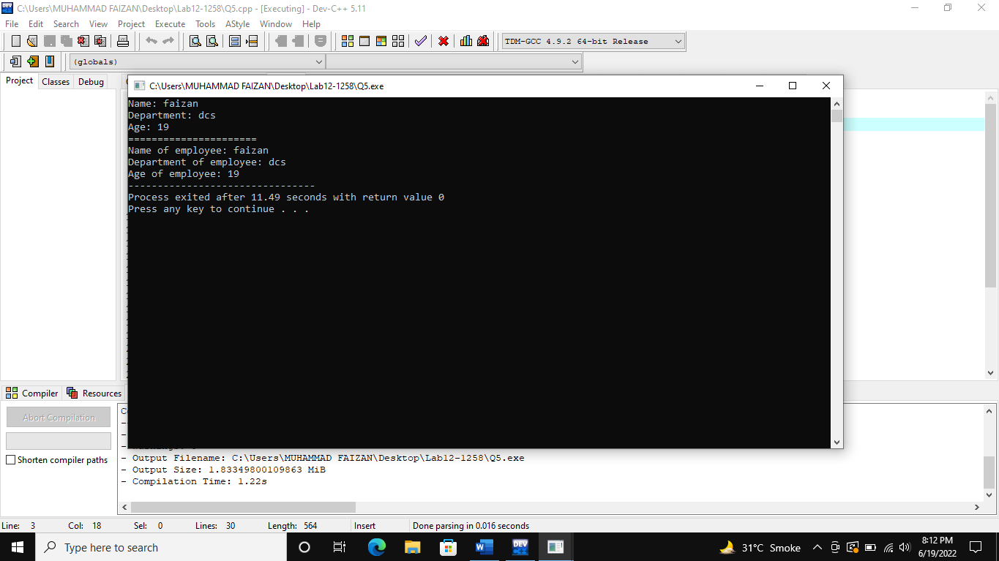 C:\Users\MUHAMMAD FAIZAN\Desktop\Lab12-1258\Q5.cpp - [Executing] - Dev-C++ 5.11
File Edit Search View Project Execute Tools AStyle Window Help
TDM-GCC 4.9.2 64-bit Release
(globals)
Project Classes Debug
C:\Users\MUHAMMAD FAIZAN\Desktop\Lab12-1258\Q5.exe
Name: faizan
Department: dcs
Age: 19
======================
Name of employee: faizan
Department of employee: dcs
Age of employee: 19
--------------------------------
Process exited after 11.49 seconds with return value 0
Press any key to continue . . .
Compiler Resources
Abort Compilation
Shorten compiler paths
- Output Filename: C:\Users\MUHAMMAD FAIZAN\Desktop\Lab12-1258\Q5.exe
- Output Size: 1.83349800109863 MiB
- Compilation Time: 1.22s
Line: 3 Col: 18 Sel: 0 Lines: 30 Length: 564 Insert Done parsing in 0.016 seconds
Type here to search
DEV
31°C Smoke
8:12 PM
6/19/2022